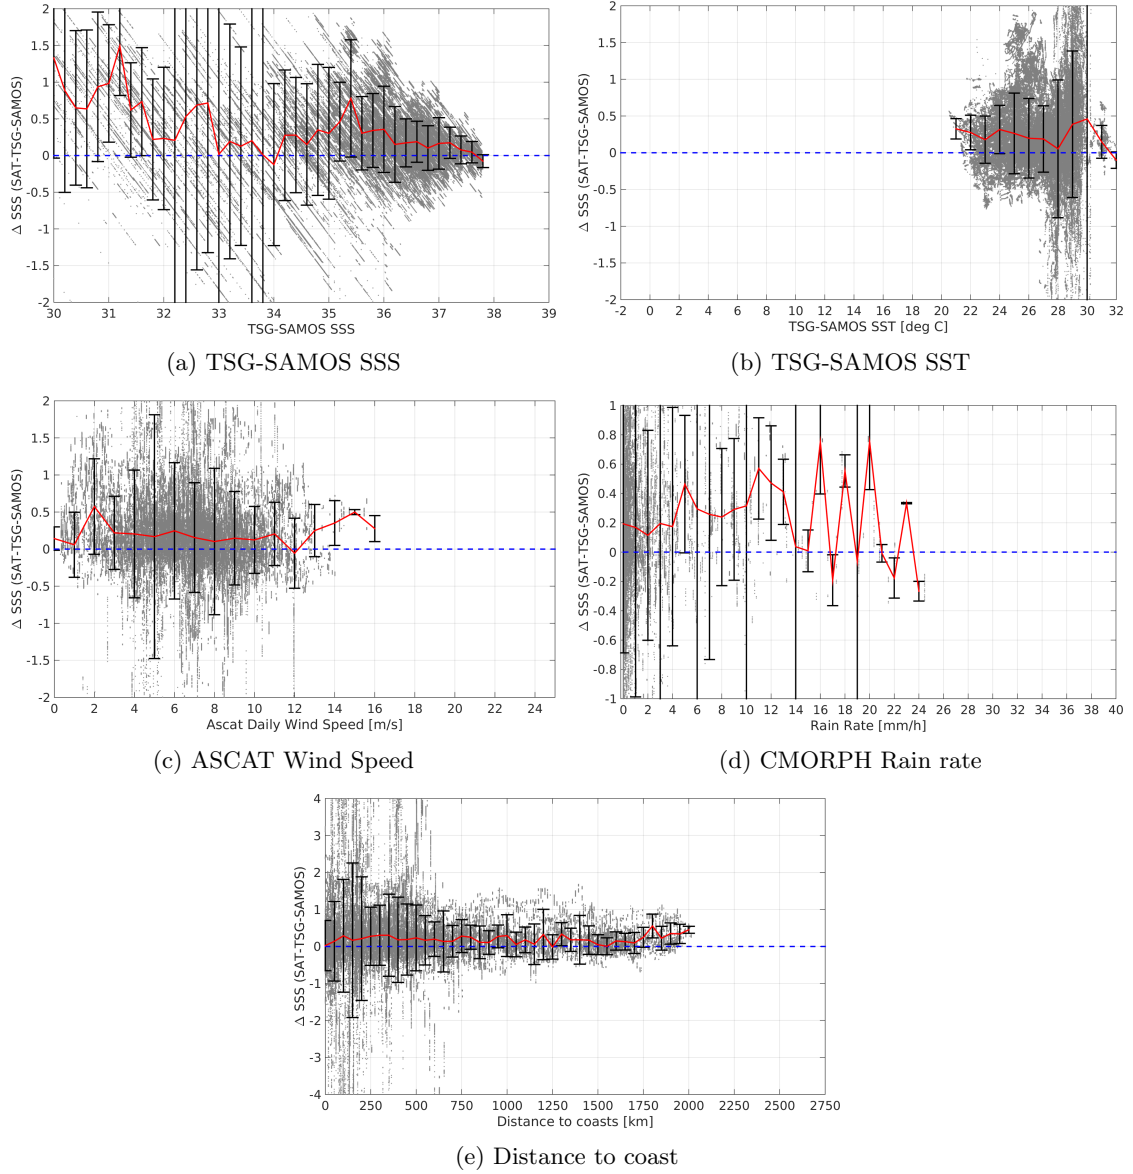 2
1.5
1
0.5
0
-0.5
-1
-1.5
-2
Δ SSS (SAT-TSG-SAMOS)
30 31 32 33 34 35 36 37 38 39
TSG-SAMOS SSS
(a) TSG-SAMOS SSS
2
1.5
1
0.5
0
-0.5
-1
-1.5
-2
Δ SSS (SAT-TSG-SAMOS)
-2 0 2 4 6 8 10 12 14 16 18 20 22 24 26 28 30 32
TSG-SAMOS SST [deg C]
(b) TSG-SAMOS SST
2
1.5
1
0.5
0
-0.5
-1
-1.5
-2
Δ SSS (SAT-TSG-SAMOS)
0 2 4 6 8 10 12 14 16 18 20 22 24
Ascat Daily Wind Speed [m/s]
(c) ASCAT Wind Speed
1
0.8
0.6
0.4
0.2
0
-0.2
-0.4
-0.6
-0.8
-1
Δ SSS (SAT-TSG-SAMOS)
0 2 4 6 8 10 12 14 16 18 20 22 24 26 28 30 32 34 36 38 40
Rain Rate [mm/h]
(d) CMORPH Rain rate
4
3
2
1
0
-1
-2
-3
-4
Δ SSS (SAT-TSG-SAMOS)
0 250 500 750 1000 1250 1500 1750 2000 2250 2500 2750
Distance to coasts [km]
(e) Distance to coast